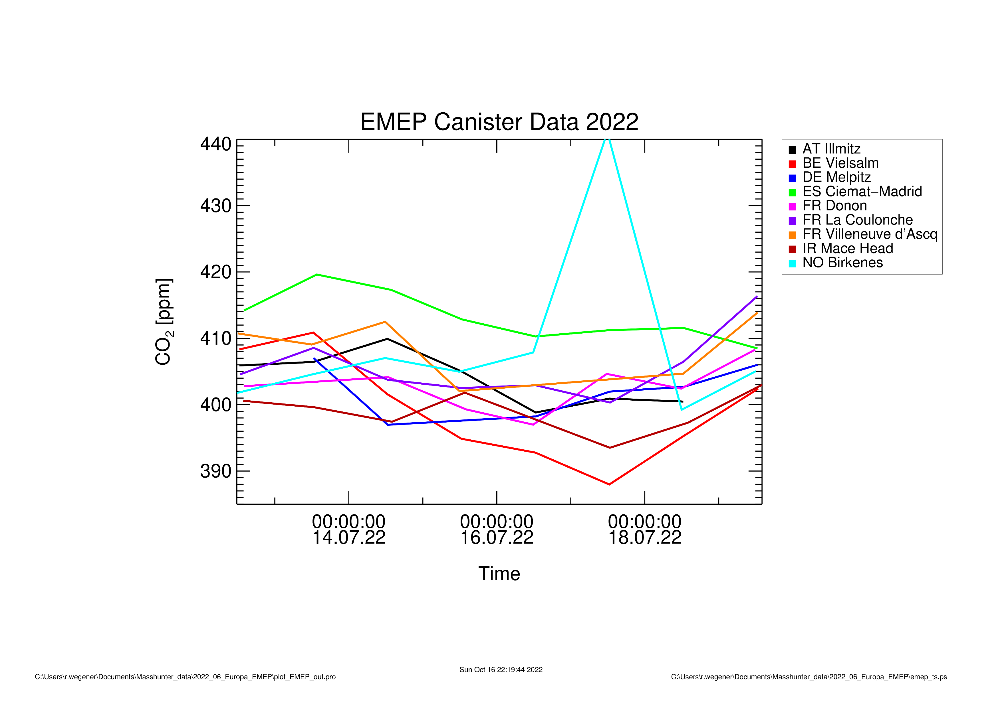 EMEP Canister Data 2022
440
430
420
410
400
390
CO2 [ppm]
00:00:00
14.07.22
00:00:00
16.07.22
00:00:00
18.07.22
Time
AT Illmitz
BE Vielsalm
DE Melpitz
ES Ciemat−Madrid
FR Donon
FR La Coulonche
FR Villeneuve d'Ascq
IR Mace Head
NO Birkenes
Sun Oct 16 22:19:44 2022
C:\Users\r.wegener\Documents\Masshunter_data\2022_06_Europa_EMEP\plot_EMEP_out.pro
C:\Users\r.wegener\Documents\Masshunter_data\2022_06_Europa_EMEP\emep_ts.ps